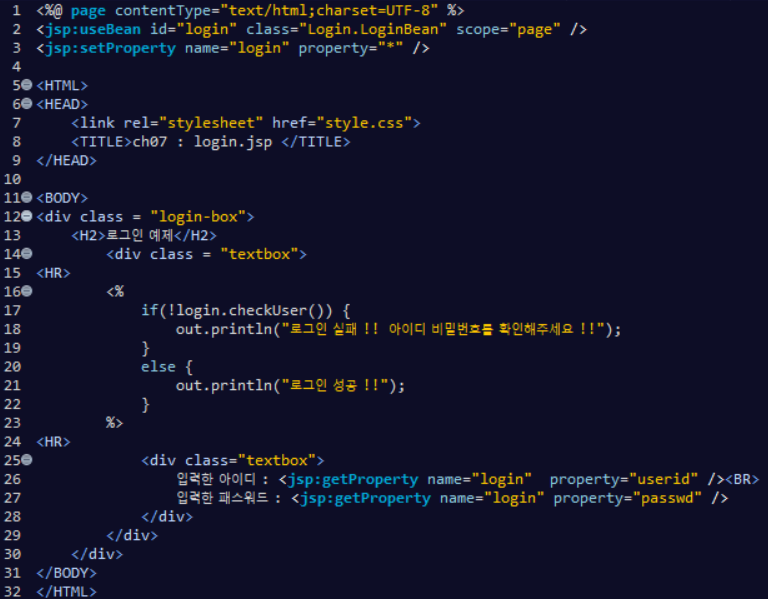 1 <%@ page contentType="text/html;charset=UTF-8" %>
2 <jsp:useBean id="login" class="Login.LoginBean" scope="page" />
3 <jsp:setProperty name="login" property="*" />
4
5 <HTML>
6 <HEAD>
7 <link rel="stylesheet" href="style.css">
8 <TITLE>ch07 : login.jsp </TITLE>
9 </HEAD>
10
11 <BODY>
12 <div class = "login-box">
13 <H2>로그인 예제</H2>
14 <div class = "textbox">
15 <HR>
16 <%
17 if(!login.checkUser()) {
18 out.println("로그인 실패 !! 아이디 비밀번호를 확인해주세요 !!");
19 }
20 else {
21 out.println("로그인 성공 !!");
22 }
23 %>
24 <HR>
25 <div class="textbox">
26 입력한 아이디 : <jsp:getProperty name="login" property="userid" /><BR>
27 입력한 패스워드 : <jsp:getProperty name="login" property="passwd" />
28 </div>
29 </div>
30 </div>
31 </BODY>
32 </HTML>